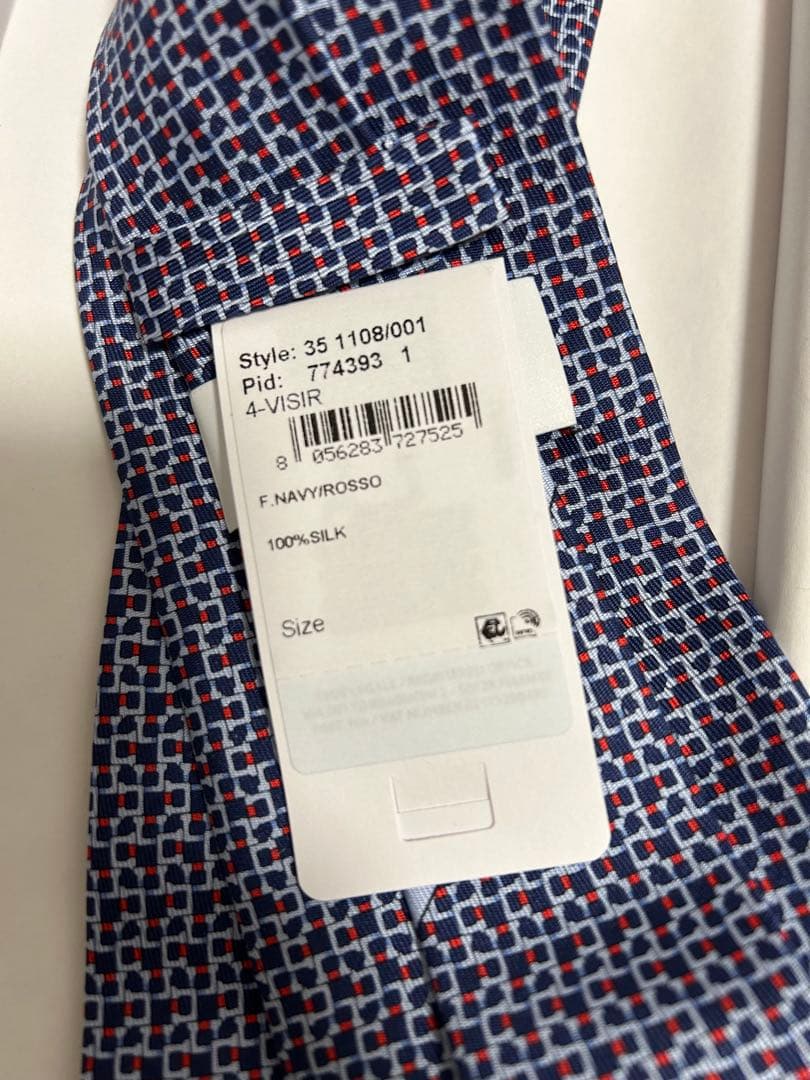 Style: 35 1108/001
Pid: 774393 1
4-VISIR
8 056283 727525
F.NAVY/ROSSO
100%SILK
Size